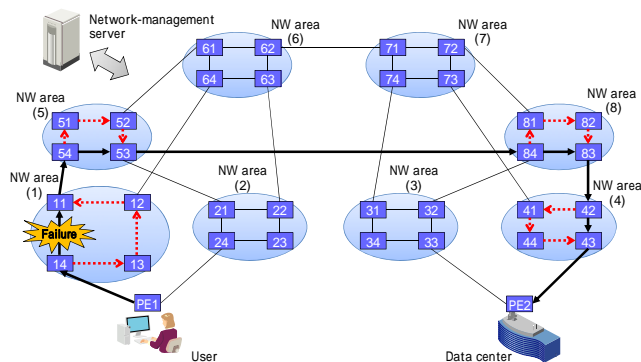 Network-management
server
NW area
(6)
NW area
(7)
61
62
71
72
64
63
74
73
NW area
(5)
NW area
(8)
51
52
81
82
54
53
84
83
NW area
(1)
NW area
(2)
NW area
(3)
NW area
(4)
11
12
21
22
31
32
41
42
Failure
24
23
34
33
44
43
14
13
PE1
PE2
User
Data center